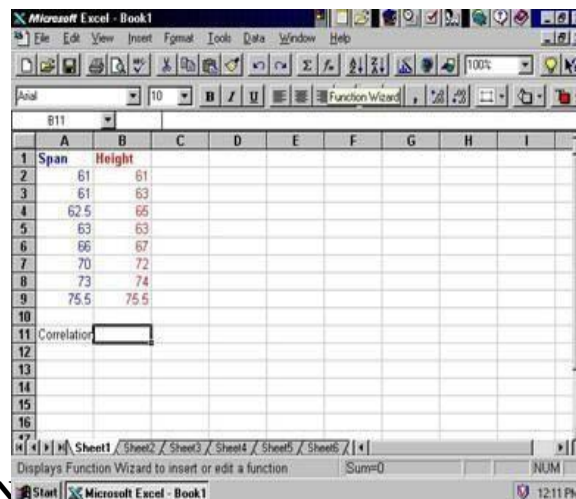 Microsoft Excel - Book1
File Edit View Insert Format Tools Data Window Help
100%
Arial 10 B I U Function Wizard
B11
A B C D E F G H I
1 Span Height
2 61 61
3 61 63
4 62.5 65
5 63 63
6 66 67
7 70 72
8 73 74
9 75.5 75.5
10
11 Correlation
12
13
14
15
16
17
Sheet1 Sheet2 Sheet3 Sheet4 Sheet5 Sheet6
Displays Function Wizard to insert or edit a function Sum=0 NUM
Start Microsoft Excel - Book1 12:11 PM